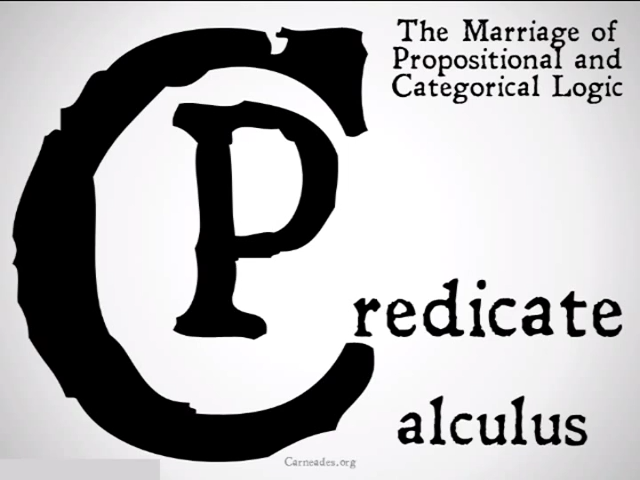 The Marriage of
Propositional and
Categorical Logic
Predicate
Calculus
Carneades.org